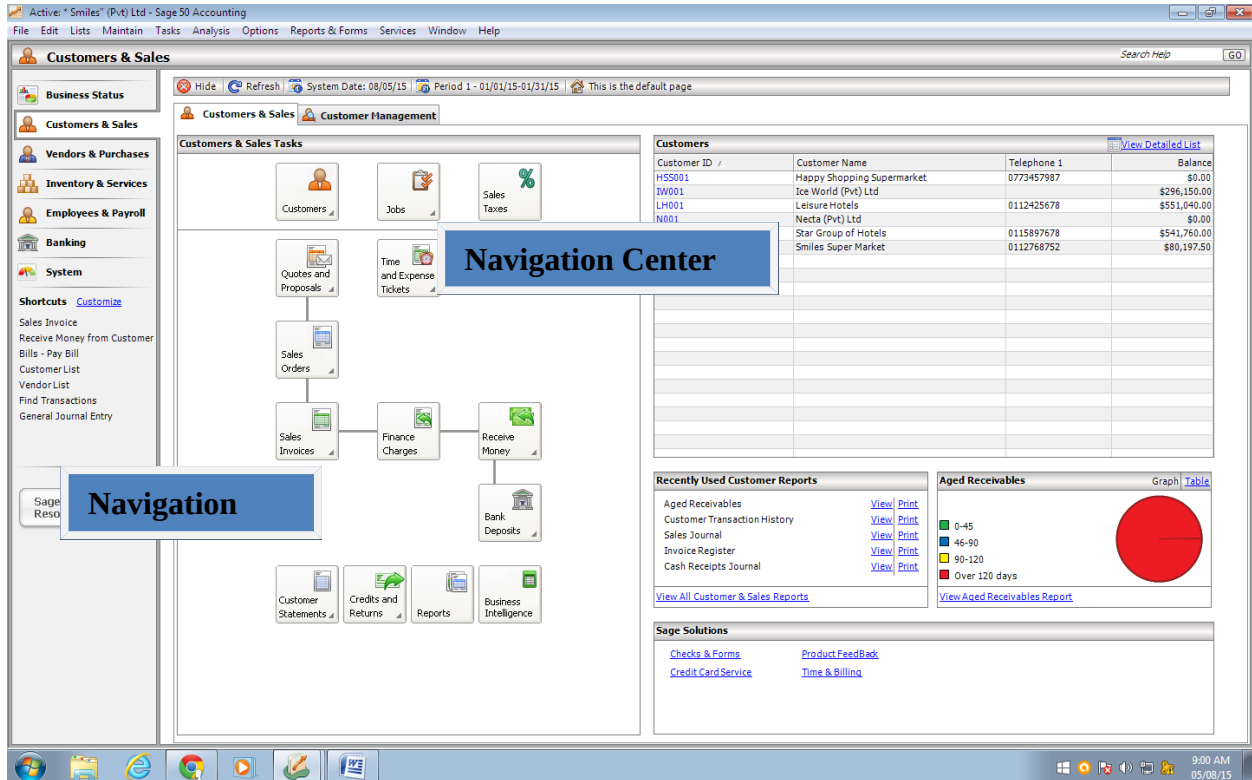 Active: * Smiles" (Pvt) Ltd - Sage 50 Accounting
File Edit Lists Maintain Tasks Analysis Options Reports & Forms Services Window Help
Customers & Sales
Search Help GO
Business Status
Customers & Sales
Vendors & Purchases
Inventory & Services
Employees & Payroll
Banking
System
Shortcuts Customize
Sales Invoice
Receive Money from Customer
Bills - Pay Bill
Customer List
Vendor List
Find Transactions
General Journal Entry
Sage
Reso
Navigation
Hide Refresh System Date: 08/05/15 Period 1 - 01/01/15-01/31/15 This is the default page
Customers & Sales Customer Management
Customers & Sales Tasks
Customers
Jobs
Sales
Taxes
Navigation Center
Quotes and
Proposals
Time
and Expense
Tickets
Sales
Orders
Sales
Invoices
Finance
Charges
Receive
Money
Bank
Deposits
Customer
Statements
Credits and
Returns
Reports
Business
Intelligence
Customers View Detailed List
Customer ID Customer Name Telephone 1 Balance
HSS001 Happy Shopping Supermarket 0773457987 $0.00
IW001 Ice World (Pvt) Ltd $296,150.00
LH001 Leisure Hotels 0112425678 $551,040.00
N001 Necta (Pvt) Ltd $0.00
Star Group of Hotels 0115897678 $541,760.00
Smiles Super Market 0112768752 $80,197.50
Recently Used Customer Reports
Aged Receivables View Print
Customer Transaction History View Print
Sales Journal View Print
Invoice Register View Print
Cash Receipts Journal View Print
View All Customer & Sales Reports
Aged Receivables Graph Table
0-45
46-90
90-120
Over 120 days
View Aged Receivables Report
Sage Solutions
Checks & Forms Product FeedBack
Credit Card Service Time & Billing
9:00 AM
05/08/15